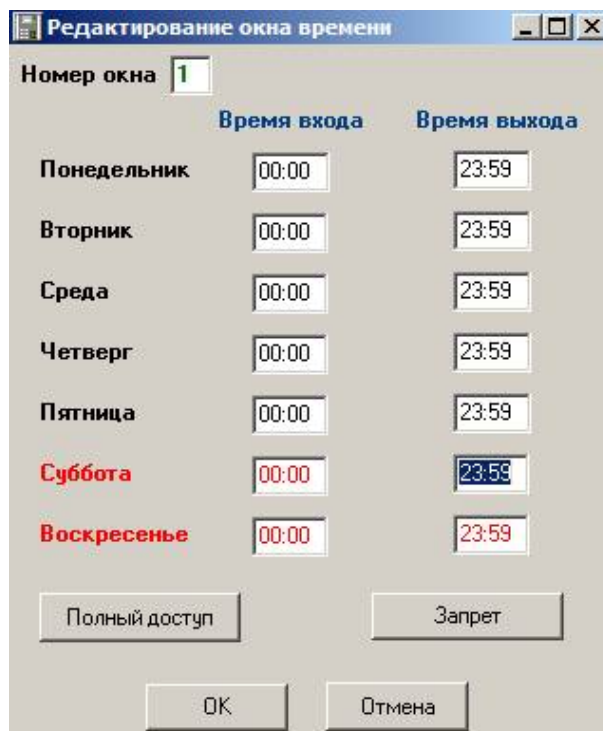 Редактирование окна времени
Номер окна 1
Время входа Время выхода
Понедельник 00:00 23:59
Вторник 00:00 23:59
Среда 00:00 23:59
Четверг 00:00 23:59
Пятница 00:00 23:59
Суббота 00:00 23:59
Воскресенье 00:00 23:59
Полный доступ Запрет
OK Отмена